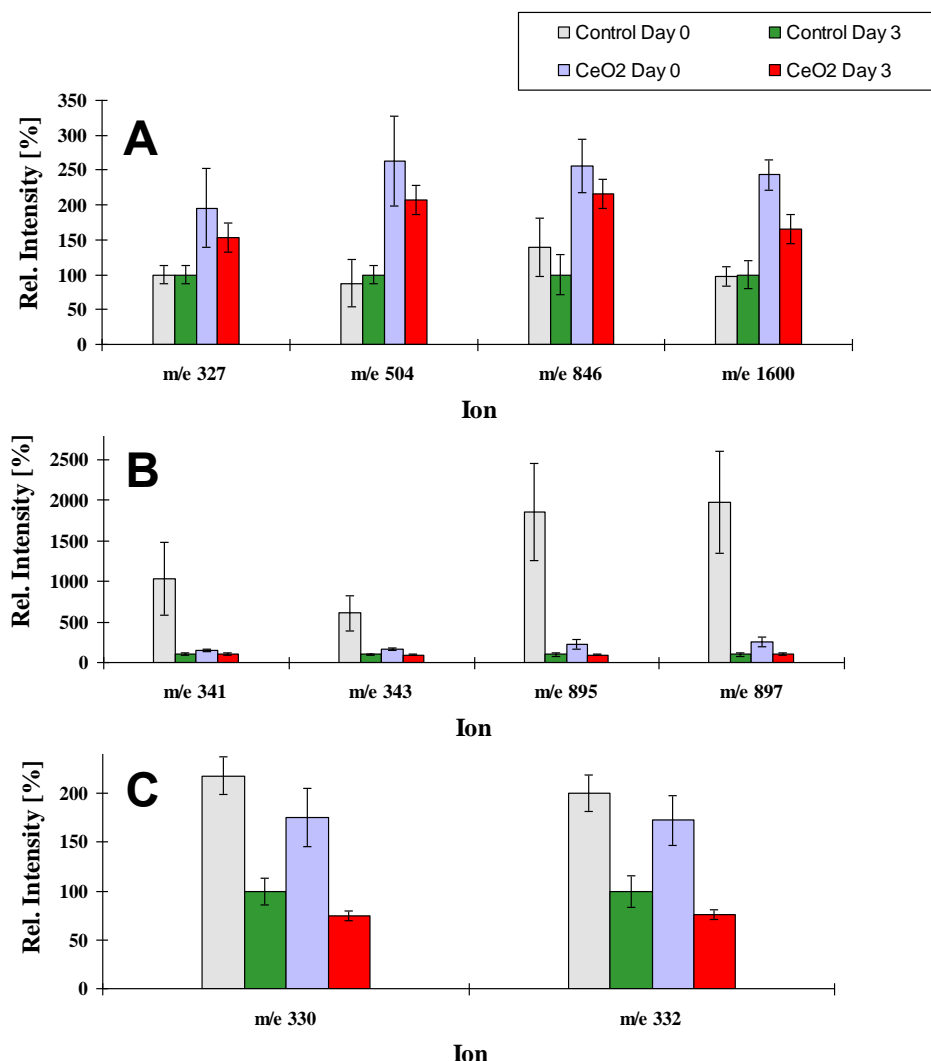 Control Day 0 Control Day 3
CeO2 Day 0 CeO2 Day 3
A
Rel. Intensity [%]
350
300
250
200
150
100
50
0
m/e 327 m/e 504 m/e 846 m/e 1600
Ion
B
Rel. Intensity [%]
2500
2000
1500
1000
500
0
m/e 341 m/e 343 m/e 895 m/e 897
Ion
C
Rel. Intensity [%]
200
150
100
50
0
m/e 330 m/e 332
Ion